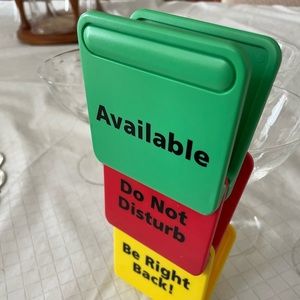 Available
Do Not
Disturb
Be Right
Back!